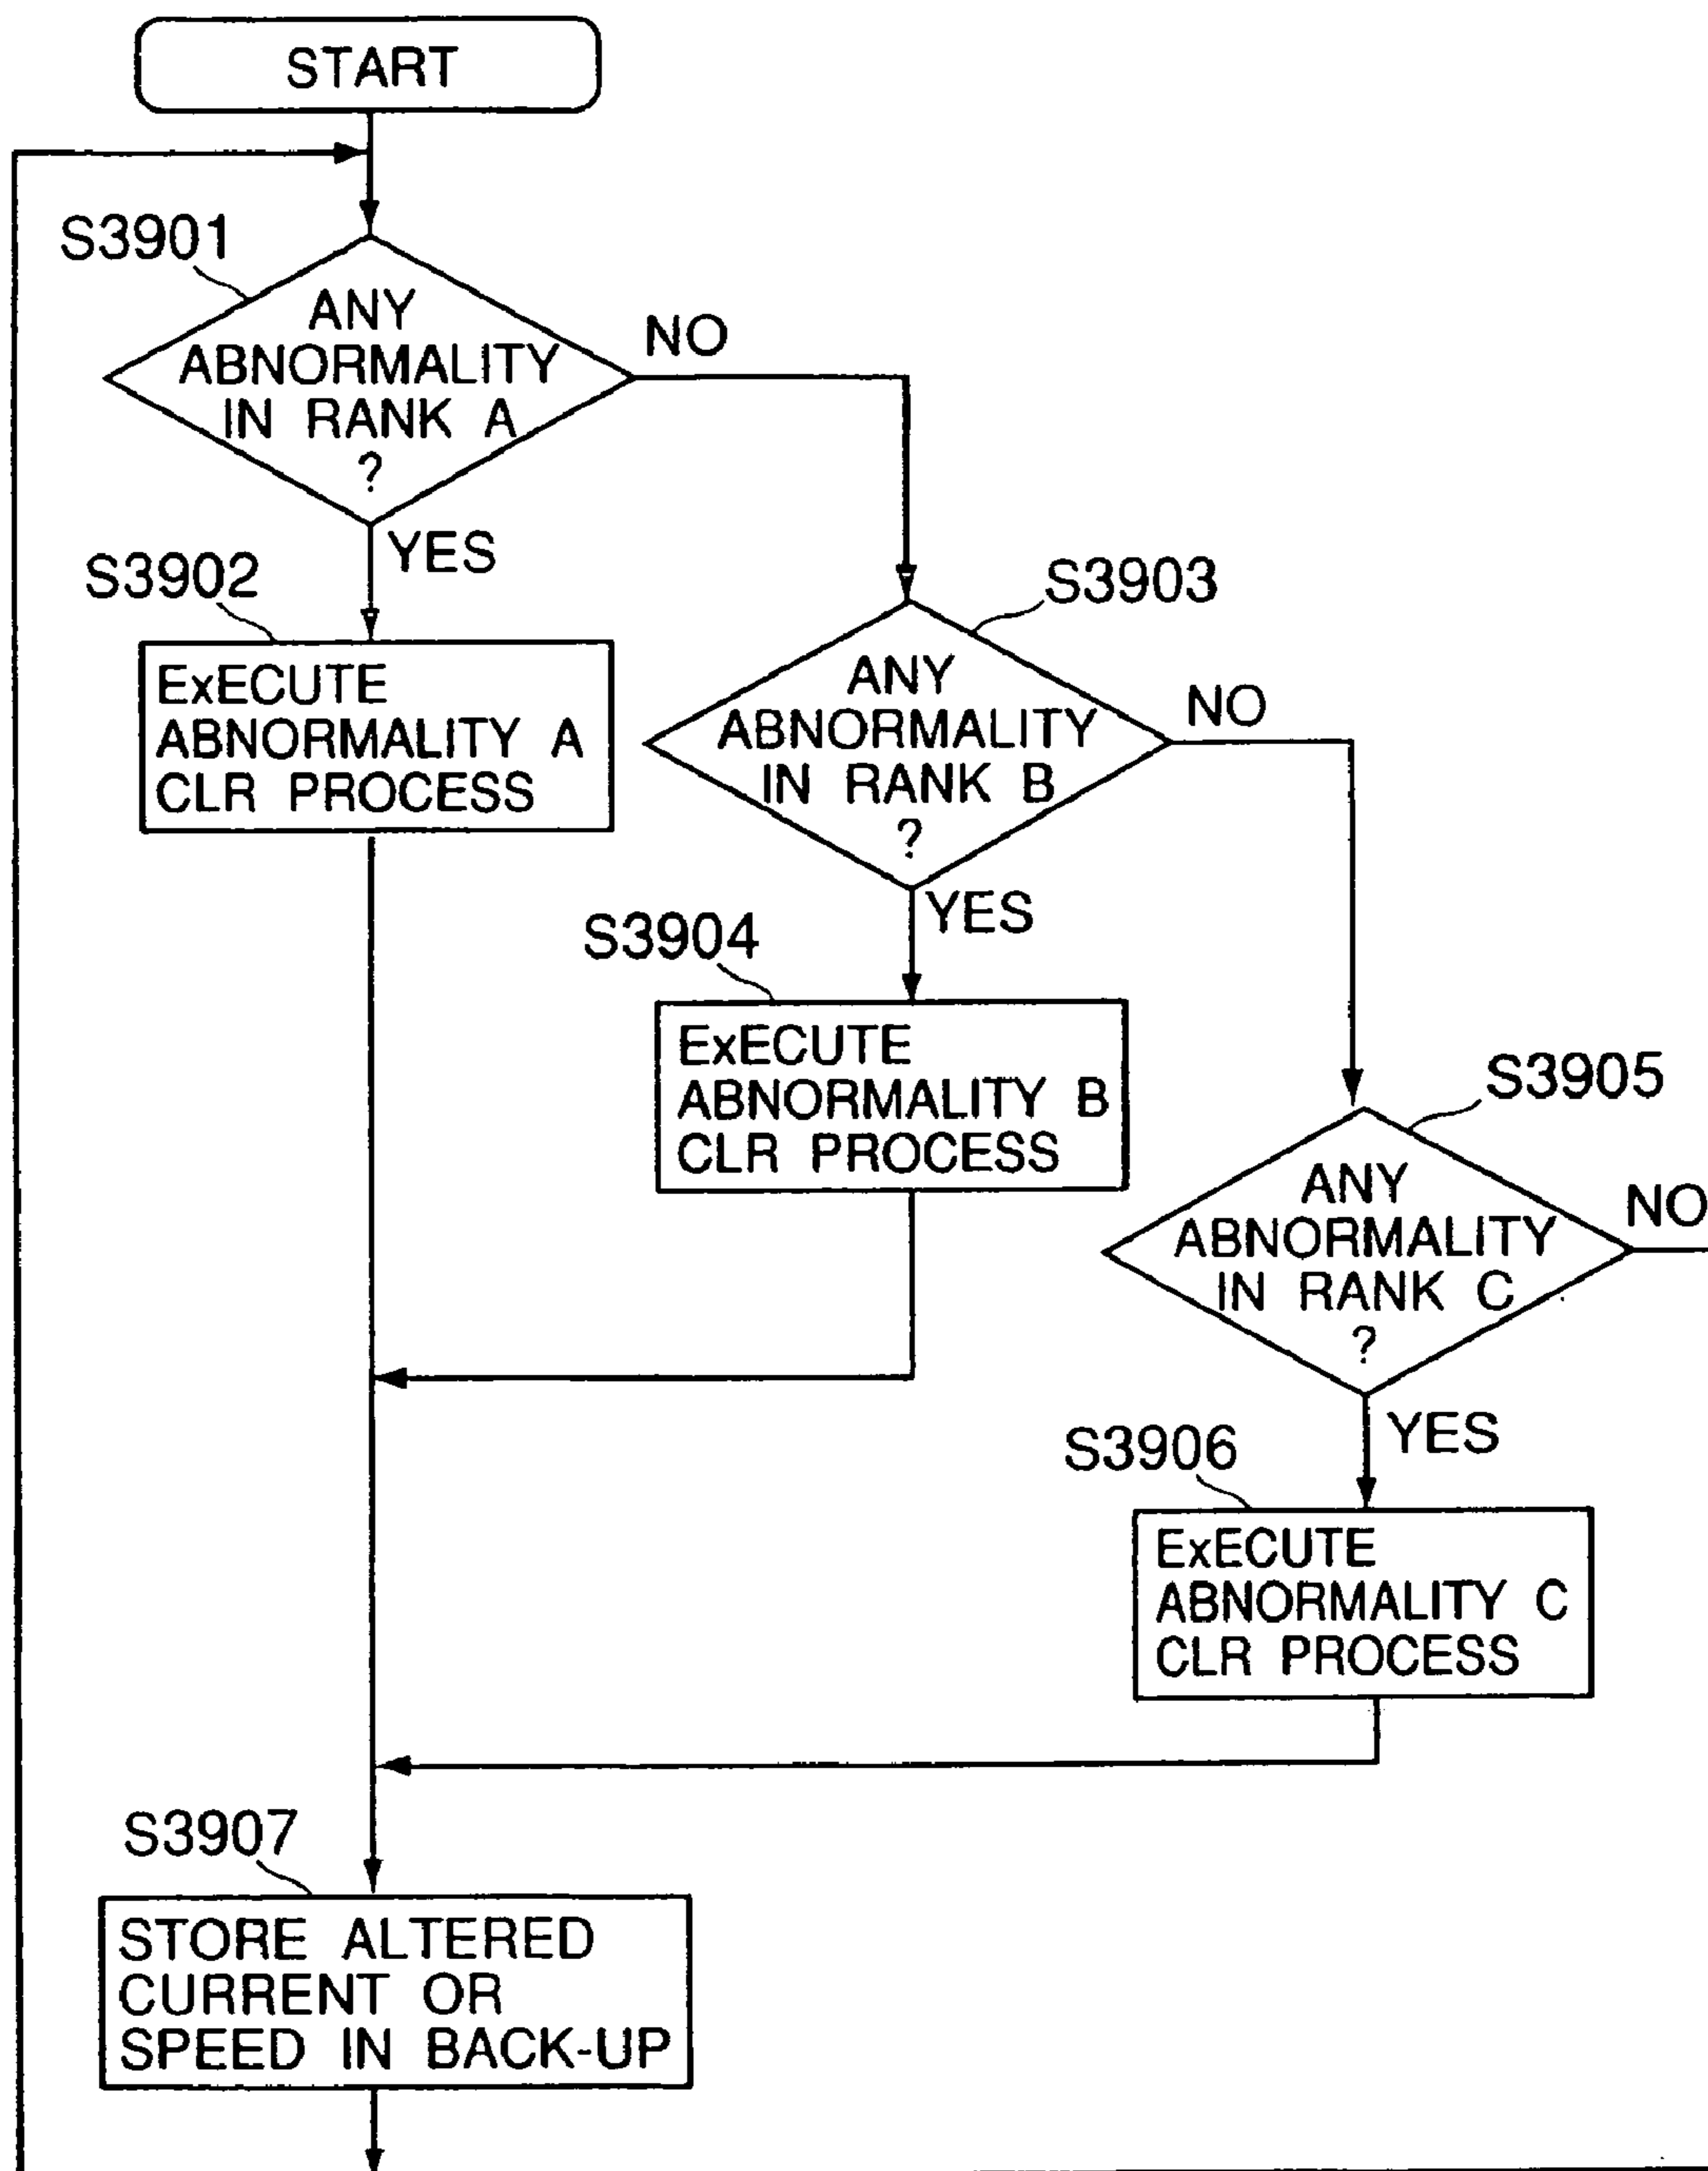 START
S3901
ANY
ABNORMALITY
IN RANK A
?
NO
YES
S3902
ExECUTE
ABNORMALITY A
CLR PROCESS
S3903
ANY
ABNORMALITY
IN RANK B
?
NO
YES
S3904
ExECUTE
ABNORMALITY B
CLR PROCESS
S3905
ANY
ABNORMALITY
IN RANK C
?
NO
YES
S3906
ExECUTE
ABNORMALITY C
CLR PROCESS
S3907
STORE ALTERED
CURRENT OR
SPEED IN BACK-UP